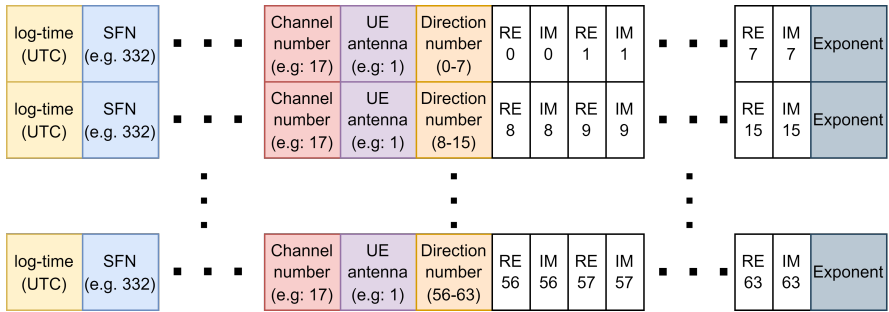 log-time (UTC) SFN (e.g. 332) Channel number (e.g: 17) UE antenna (e.g: 1) Direction number (0-7) RE 0 IM 0 RE 1 IM 1 RE 7 IM 7 Exponent
log-time (UTC) SFN (e.g. 332) Channel number (e.g: 17) UE antenna (e.g: 1) Direction number (8-15) RE 8 IM 8 RE 9 IM 9 RE 15 IM 15 Exponent
log-time (UTC) SFN (e.g. 332) Channel number (e.g: 17) UE antenna (e.g: 1) Direction number (56-63) RE 56 IM 56 RE 57 IM 57 RE 63 IM 63 Exponent